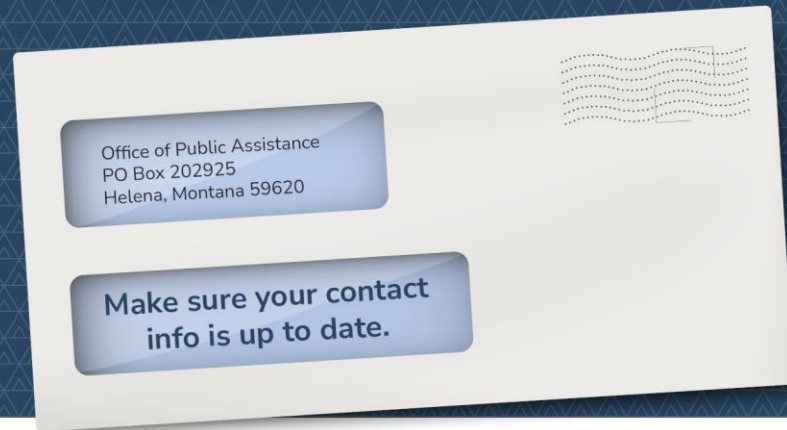 Office of Public Assistance
PO Box 202925
Helena, Montana 59620
Make sure your contact
info is up to date.